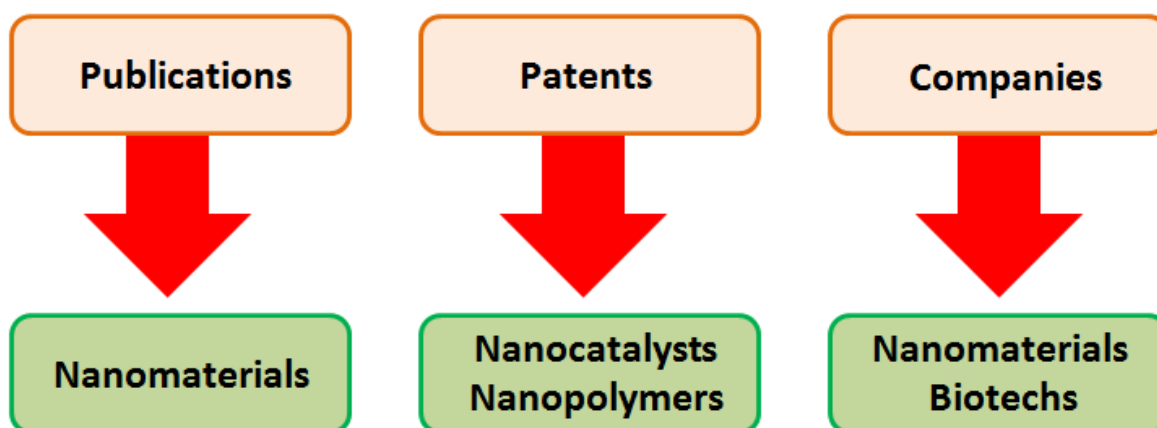 Publications
Patents
Companies
Nanomaterials
Nanocatalysts
Nanopolymers
Nanomaterials
Biotechs